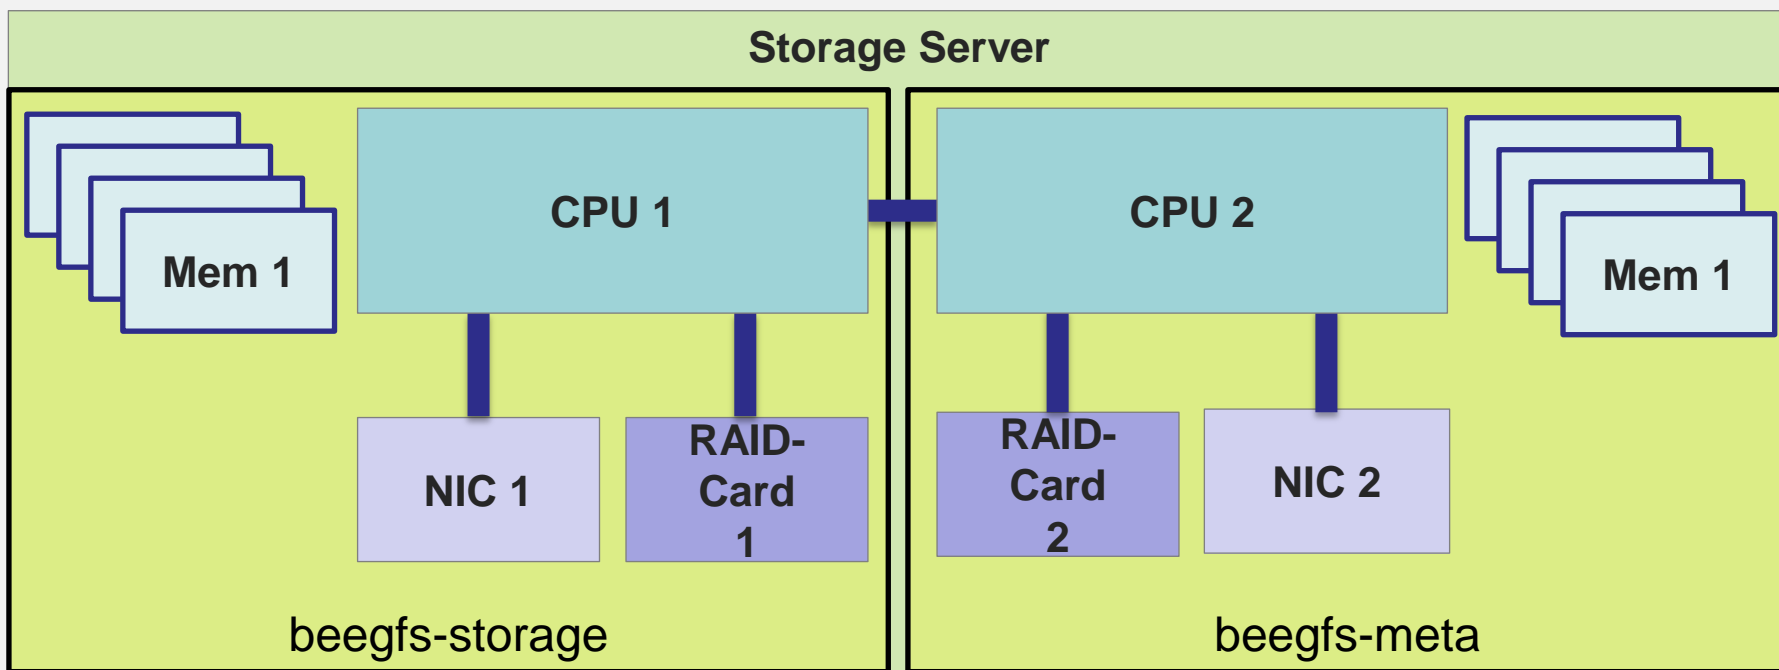 Storage Server
Mem 1
CPU 1
CPU 2
Mem 1
NIC 1
RAID-
Card
1
RAID-
Card
2
NIC 2
beegfs-storage
beegfs-meta